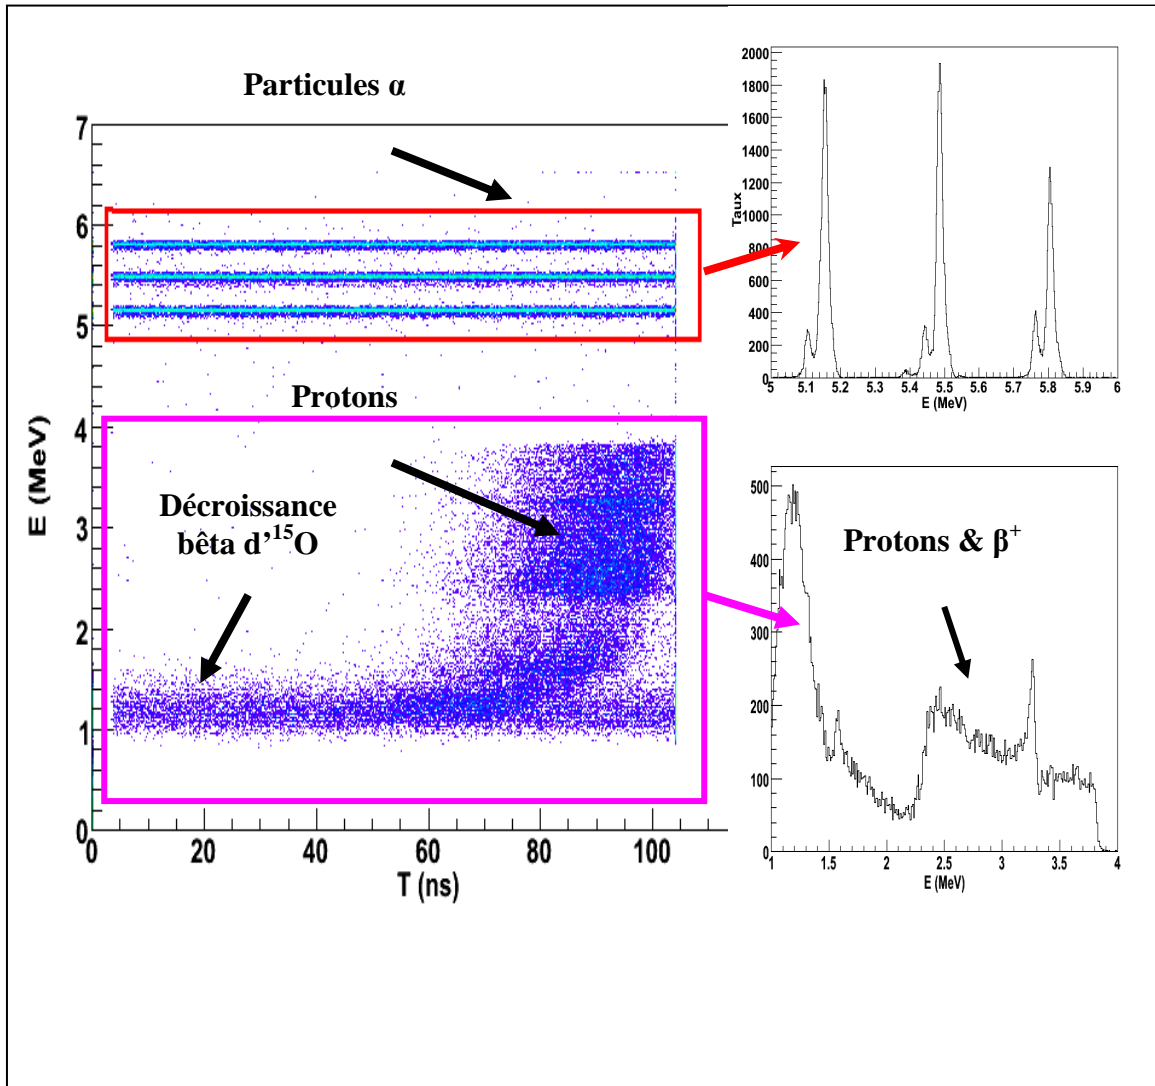 Particules α
7
6
5
4
3
2
1
0
E (MeV)
0
20
40
60
80
100
T (ns)
Protons
Décroissance
bêta d'¹⁵O
2000
1800
1600
1400
1200
1000
800
600
400
200
0
Taux
5 5.1 5.2 5.3 5.4 5.5 5.6 5.7 5.8 5.9 6
E (MeV)
500
400
300
200
100
0
Protons & β⁺
1 1.5 2 2.5 3 3.5 4
E (MeV)